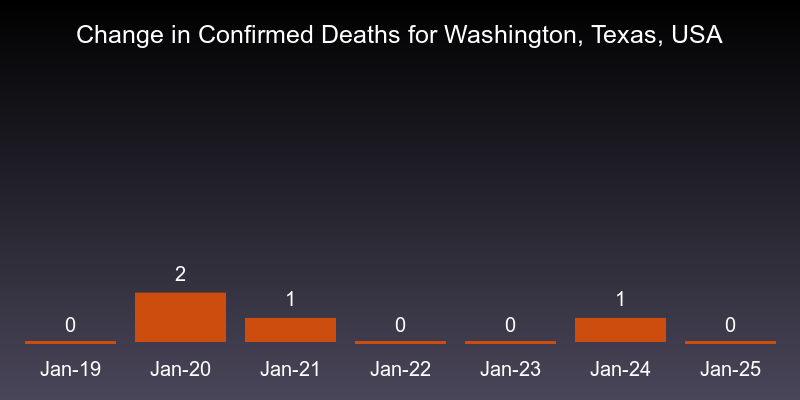 Change in Confirmed Deaths for Washington, Texas, USA
0 2 1 0 0 1 0
Jan-19 Jan-20 Jan-21 Jan-22 Jan-23 Jan-24 Jan-25